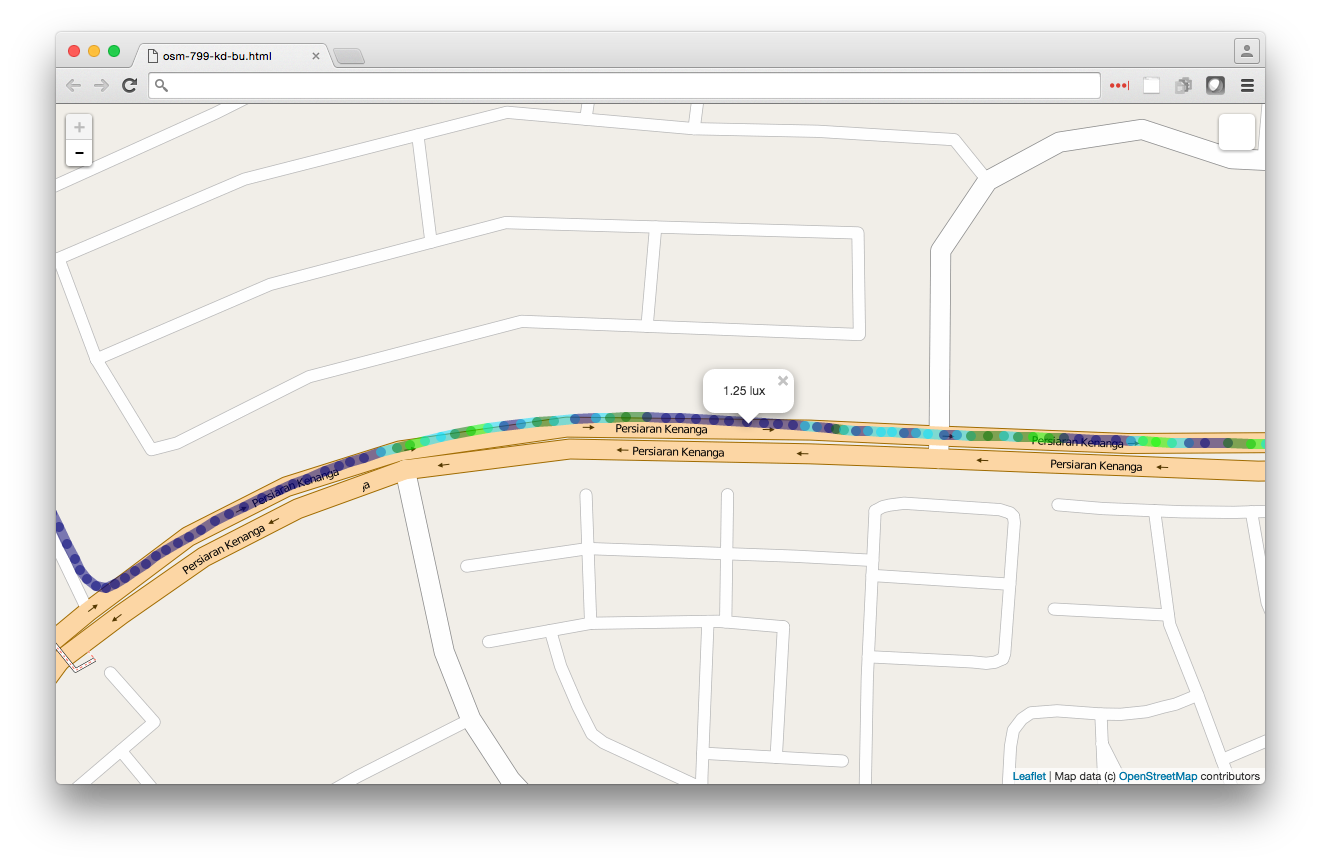 osm-799-kd-bu.html
+
−
1.25 lux
Persiaran Kenanga
Persiaran Kenanga
Persiaran Kenanga
Persiaran Kenanga
Persiaran Kenanga
Persiaran Kenanga
Leaflet | Map data (c) OpenStreetMap contributors